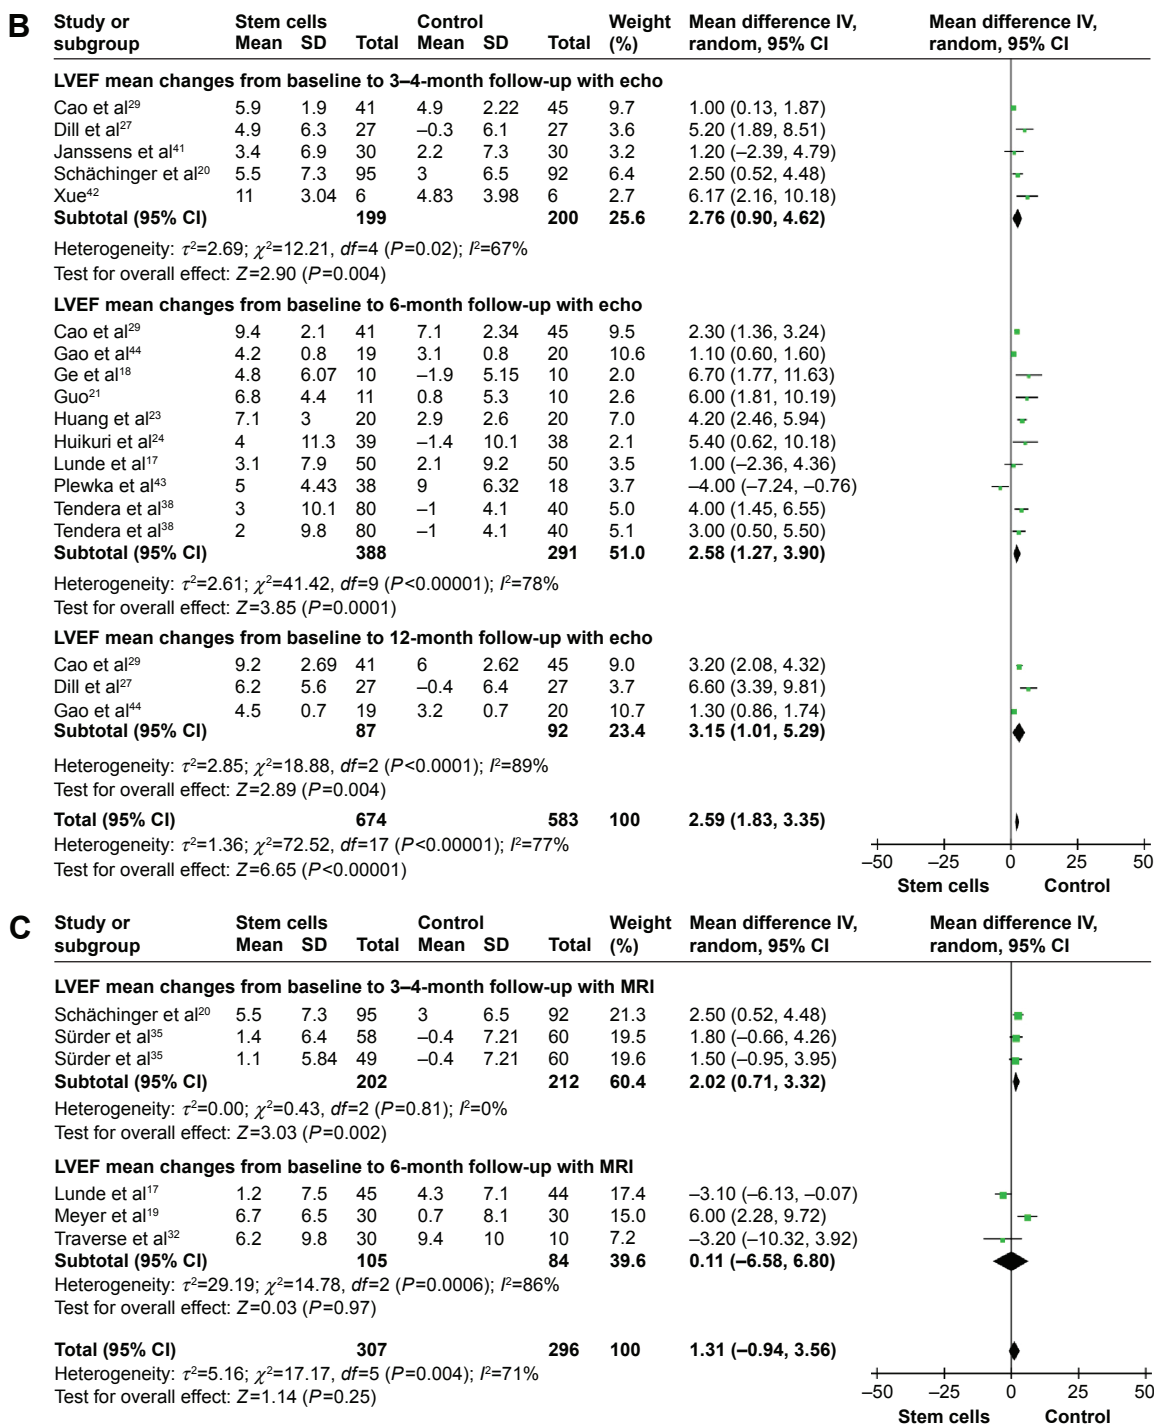 B
Study or subgroup Stem cells Control Weight (%) Mean difference IV, random, 95% CI Mean difference IV, random, 95% CI
Mean SD Total Mean SD Total
LVEF mean changes from baseline to 3–4-month follow-up with echo
Cao et al29 5.9 1.9 41 4.9 2.22 45 9.7 1.00 (0.13, 1.87)
Dill et al27 4.9 6.3 27 –0.3 6.1 27 3.6 5.20 (1.89, 8.51)
Janssens et al41 3.4 6.9 30 2.2 7.3 30 3.2 1.20 (–2.39, 4.79)
Schächinger et al20 5.5 7.3 95 3 6.5 92 6.4 2.50 (0.52, 4.48)
Xue42 11 3.04 6 4.83 3.98 6 2.7 6.17 (2.16, 10.18)
Subtotal (95% CI) 199 200 25.6 2.76 (0.90, 4.62)
Heterogeneity: τ²=2.69; χ²=12.21, df=4 (P=0.02); I²=67%
Test for overall effect: Z=2.90 (P=0.004)
LVEF mean changes from baseline to 6-month follow-up with echo
Cao et al29 9.4 2.1 41 7.1 2.34 45 9.5 2.30 (1.36, 3.24)
Gao et al44 4.2 0.8 19 3.1 0.8 20 10.6 1.10 (0.60, 1.60)
Ge et al18 4.8 6.07 10 –1.9 5.15 10 2.0 6.70 (1.77, 11.63)
Guo21 6.8 4.4 11 0.8 5.3 10 2.6 6.00 (1.81, 10.19)
Huang et al23 7.1 3 20 2.9 2.6 20 7.0 4.20 (2.46, 5.94)
Huikuri et al24 4 11.3 39 –1.4 10.1 38 2.1 5.40 (0.62, 10.18)
Lunde et al17 3.1 7.9 50 2.1 9.2 50 3.5 1.00 (–2.36, 4.36)
Plewka et al43 5 4.43 38 9 6.32 18 3.7 –4.00 (–7.24, –0.76)
Tendera et al38 3 10.1 80 –1 4.1 40 5.0 4.00 (1.45, 6.55)
Tendera et al38 2 9.8 80 –1 4.1 40 5.1 3.00 (0.50, 5.50)
Subtotal (95% CI) 388 291 51.0 2.58 (1.27, 3.90)
Heterogeneity: τ²=2.61; χ²=41.42, df=9 (P<0.00001); I²=78%
Test for overall effect: Z=3.85 (P=0.0001)
LVEF mean changes from baseline to 12-month follow-up with echo
Cao et al29 9.2 2.69 41 6 2.62 45 9.0 3.20 (2.08, 4.32)
Dill et al27 6.2 5.6 27 –0.4 6.4 27 3.7 6.60 (3.39, 9.81)
Gao et al44 4.5 0.7 19 3.2 0.7 20 10.7 1.30 (0.86, 1.74)
Subtotal (95% CI) 87 92 23.4 3.15 (1.01, 5.29)
Heterogeneity: τ²=2.85; χ²=18.88, df=2 (P<0.0001); I²=89%
Test for overall effect: Z=2.89 (P=0.004)
Total (95% CI) 674 583 100 2.59 (1.83, 3.35)
Heterogeneity: τ²=1.36; χ²=72.52, df=17 (P<0.00001); I²=77%
Test for overall effect: Z=6.65 (P<0.00001)
–50 –25 0 25 50
Stem cells Control
C
Study or subgroup Stem cells Control Weight (%) Mean difference IV, random, 95% CI Mean difference IV, random, 95% CI
Mean SD Total Mean SD Total
LVEF mean changes from baseline to 3–4-month follow-up with MRI
Schächinger et al20 5.5 7.3 95 3 6.5 92 21.3 2.50 (0.52, 4.48)
Sürder et al35 1.4 6.4 58 –0.4 7.21 60 19.5 1.80 (–0.66, 4.26)
Sürder et al35 1.1 5.84 49 –0.4 7.21 60 19.6 1.50 (–0.95, 3.95)
Subtotal (95% CI) 202 212 60.4 2.02 (0.71, 3.32)
Heterogeneity: τ²=0.00; χ²=0.43, df=2 (P=0.81); I²=0%
Test for overall effect: Z=3.03 (P=0.002)
LVEF mean changes from baseline to 6-month follow-up with MRI
Lunde et al17 1.2 7.5 45 4.3 7.1 44 17.4 –3.10 (–6.13, –0.07)
Meyer et al19 6.7 6.5 30 0.7 8.1 30 15.0 6.00 (2.28, 9.72)
Traverse et al32 6.2 9.8 30 9.4 10 10 7.2 –3.20 (–10.32, 3.92)
Subtotal (95% CI) 105 84 39.6 0.11 (–6.58, 6.80)
Heterogeneity: τ²=29.19; χ²=14.78, df=2 (P=0.0006); I²=86%
Test for overall effect: Z=0.03 (P=0.97)
Total (95% CI) 307 296 100 1.31 (–0.94, 3.56)
Heterogeneity: τ²=5.16; χ²=17.17, df=5 (P=0.004); I²=71%
Test for overall effect: Z=1.14 (P=0.25)
–50 –25 0 25 50
Stem cells Control